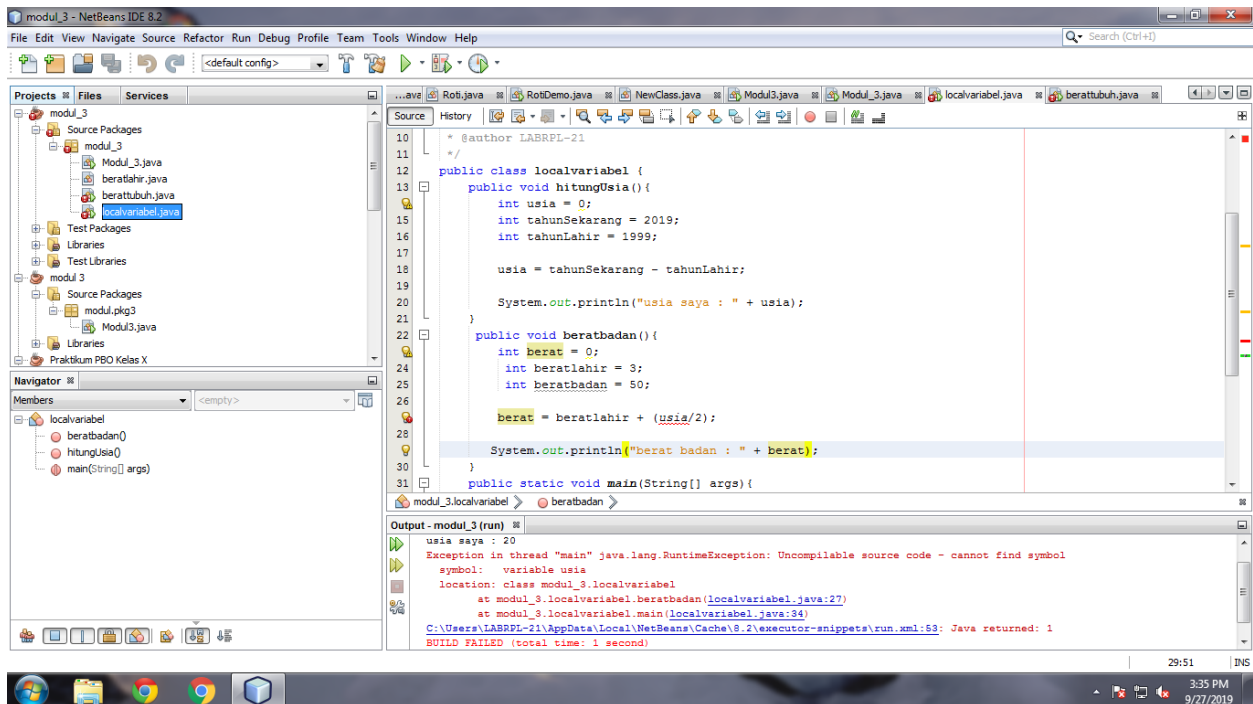 modul_3 - NetBeans IDE 8.2
File Edit View Navigate Source Refactor Run Debug Profile Team Tools Window Help
Search (Ctrl+I)
<default config>
Projects Files Services
modul_3
Source Packages
modul_3
Modul_3.java
beratlahir.java
berattubuh.java
localvariabel.java
Test Packages
Libraries
Test Libraries
modul 3
Source Packages
modul.pkg3
Modul3.java
Libraries
Praktikum PBO Kelas X
Navigator
Members <empty>
localvariabel
beratbadan()
hitungUsia()
main(String[] args)
...ava Roti.java RotiDemo.java NewClass.java Modul3.java Modul_3.java localvariabel.java berattubuh.java
Source History
10 * @author LABRPL-21
11 */
12 public class localvariabel {
13 public void hitungUsia(){
int usia = 0;
15 int tahunSekarang = 2019;
16 int tahunLahir = 1999;
17
18 usia = tahunSekarang - tahunLahir;
19
20 System.out.println("usia saya : " + usia);
21 }
22 public void beratbadan(){
int berat = 0;
24 int beratlahir = 3;
25 int beratbadan = 50;
26
berat = beratlahir + (usia/2);
28
System.out.println("berat badan : " + berat);
30 }
31 public static void main(String[] args){
modul_3.localvariabel beratbadan
Output - modul_3 (run)
usia saya : 20
Exception in thread "main" java.lang.RuntimeException: Uncompilable source code - cannot find symbol
symbol: variable usia
location: class modul_3.localvariabel
at modul_3.localvariabel.beratbadan(localvariabel.java:27)
at modul_3.localvariabel.main(localvariabel.java:34)
C:\Users\LABRPL-21\AppData\Local\NetBeans\Cache\8.2\executor-snippets\run.xml:53: Java returned: 1
BUILD FAILED (total time: 1 second)
29:51 INS
3:35 PM
9/27/2019